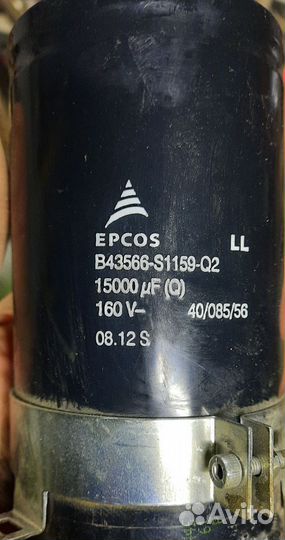 EPCOS LL
B43566-S1159-Q2
15000 µF (Q)
160 V– 40/085/56
08.12 S
Avito